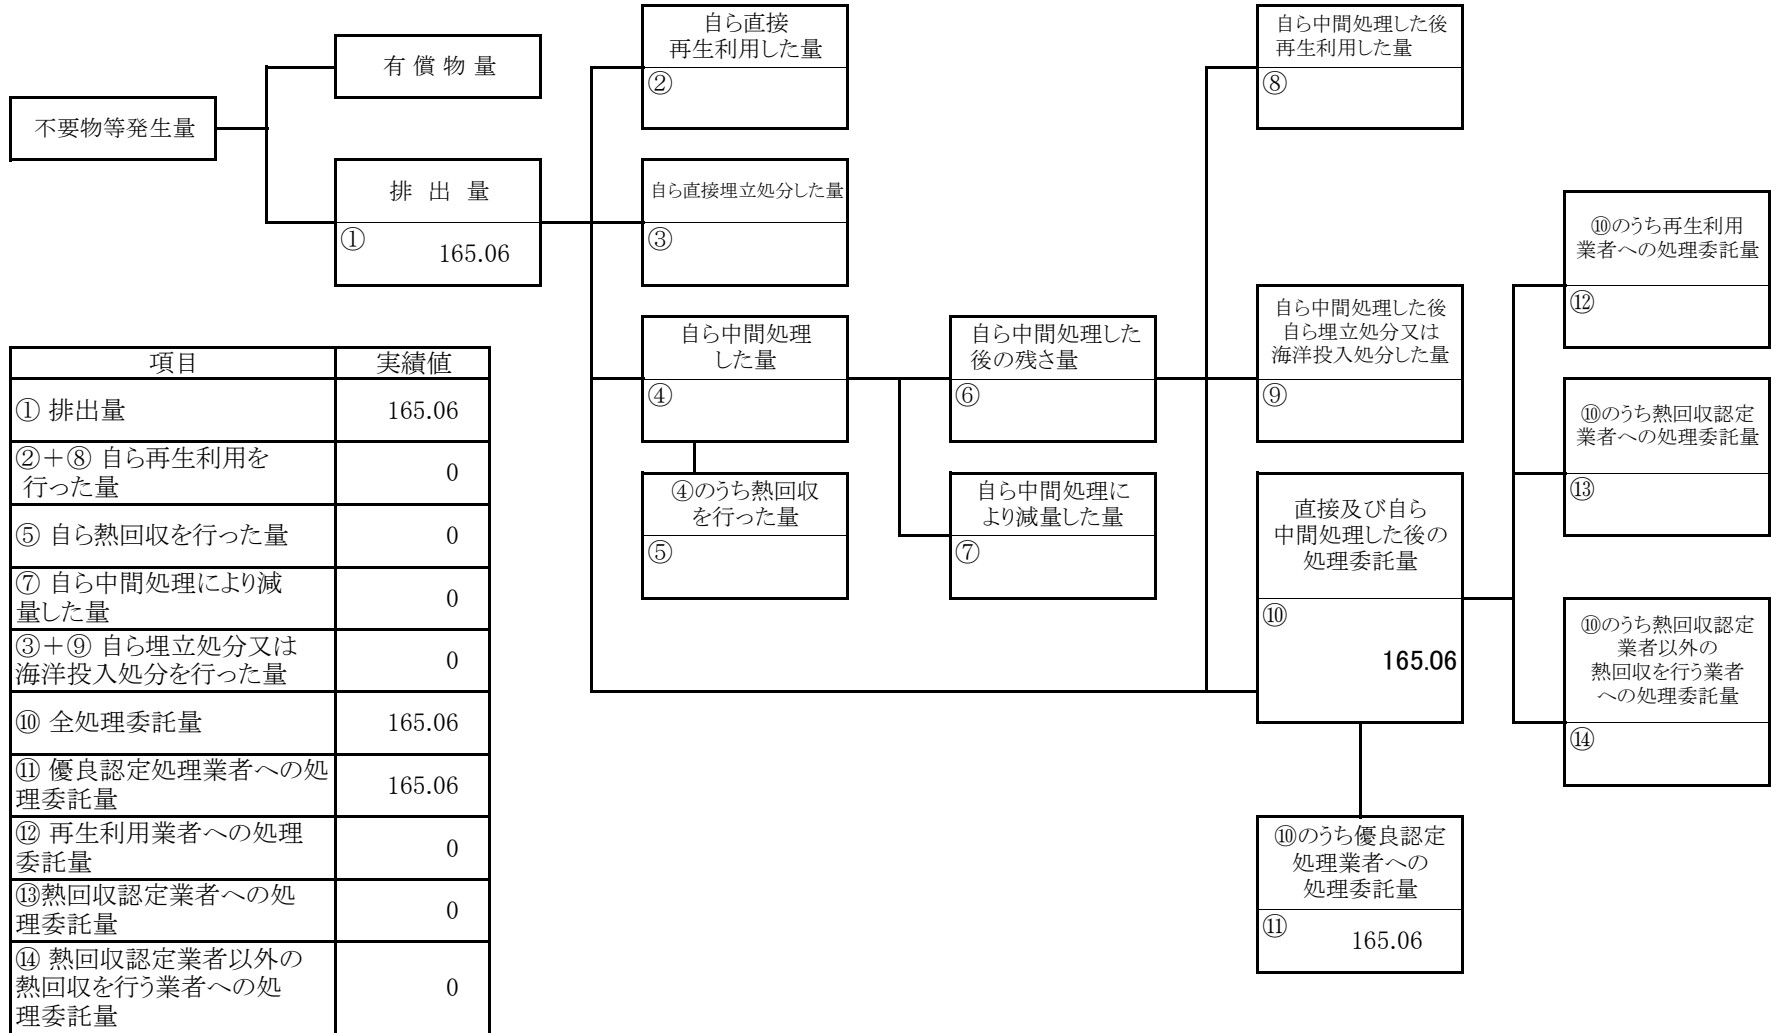 不要物等発生量
有 償 物 量
排 出 量
①
165.06
自ら直接
再生利用した量
②
自ら直接埋立処分した量
③
自ら中間処理
した量
④
④のうち熱回収
を行った量
⑤
自ら中間処理した
後の残さ量
⑥
自ら中間処理に
より減量した量
⑦
自ら中間処理した後
再生利用した量
⑧
自ら中間処理した後
自ら埋立処分又は
海洋投入処分した量
⑨
直接及び自ら
中間処理した後の
処理委託量
⑩
165.06
⑩のうち優良認定
処理業者への
処理委託量
⑪
165.06
⑩のうち再生利用
業者への処理委託量
⑫
⑩のうち熱回収認定
業者への処理委託量
⑬
⑩のうち熱回収認定
業者以外の
熱回収を行う業者
への処理委託量
⑭
項目 実績値
① 排出量 165.06
②+⑧ 自ら再生利用を
行った量 0
⑤ 自ら熱回収を行った量 0
⑦ 自ら中間処理により減
量した量 0
③+⑨ 自ら埋立処分又は
海洋投入処分を行った量 0
⑩ 全処理委託量 165.06
⑪ 優良認定処理業者への処
理委託量 165.06
⑫ 再生利用業者への処理
委託量 0
⑬熱回収認定業者への処
理委託量 0
⑭ 熱回収認定業者以外の
熱回収を行う業者への処
理委託量 0